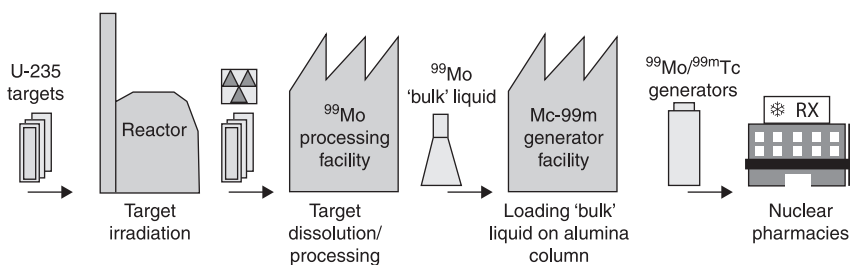 U-235
targets
Reactor
Target
irradiation
⁹⁹Mo
processing
facility
Target
dissolution/
processing
⁹⁹Mo
'bulk' liquid
Mc-99m
generator
facility
Loading 'bulk'
liquid on alumina
column
⁹⁹Mo/⁹⁹ᵐTc
generators
RX
Nuclear
pharmacies